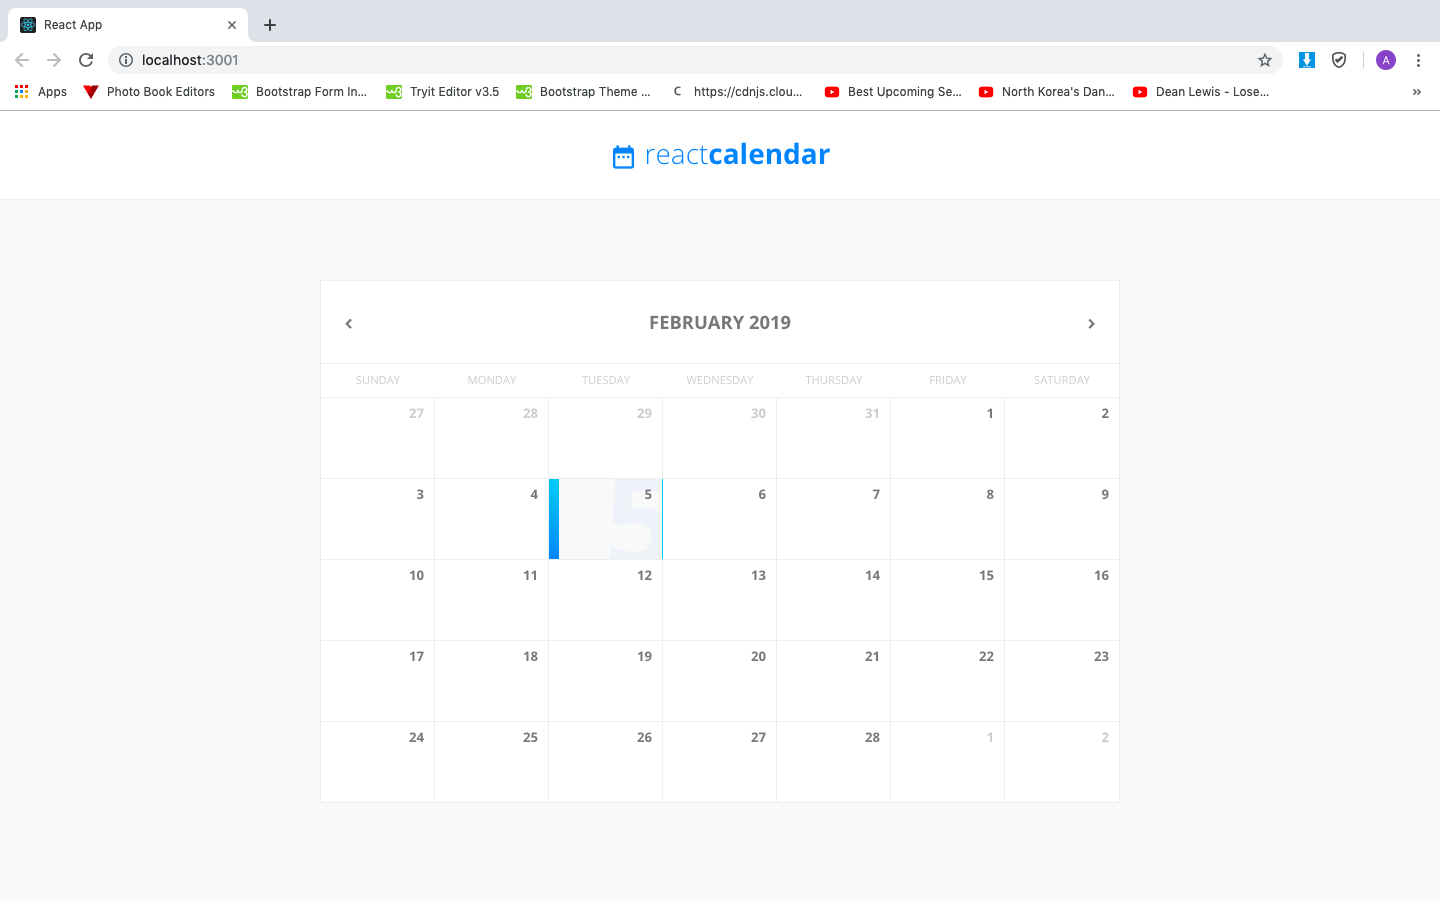 React App
localhost:3001
A
Apps
Photo Book Editors
Bootstrap Form In...
Tryit Editor v3.5
Bootstrap Theme ...
C https://cdnjs.clou...
Best Upcoming Se...
North Korea's Dan...
Dean Lewis - Lose...
reactcalendar
FEBRUARY 2019
SUNDAY MONDAY TUESDAY WEDNESDAY THURSDAY FRIDAY SATURDAY
27 28 29 30 31 1 2
3 4 5 5 6 7 8 9
10 11 12 13 14 15 16
17 18 19 20 21 22 23
24 25 26 27 28 1 2